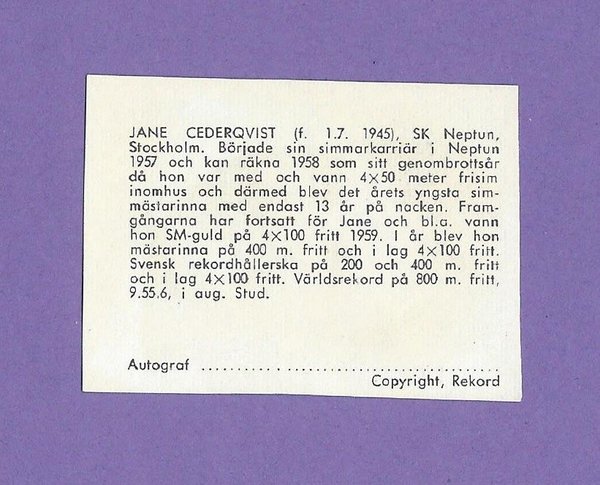 JANE CEDERQVIST (f. 1.7. 1945), SK Neptun,
Stockholm. Började sin simmarkarriär i Neptun
1957 och kan räkna 1958 som sitt genombrottsår
då hon var med och vann 4×50 meter frisim
inomhus och därmed blev det årets yngsta sim-
mästarinna med endast 13 år på nacken. Fram-
gångarna har fortsatt för Jane och bl.a. vann
hon SM-guld på 4×100 fritt 1959. I år blev hon
mästarinna på 400 m. fritt och i lag 4×100 fritt.
Svensk rekordhållerska på 200 och 400 m. fritt
och i lag 4×100 fritt. Världsrekord på 800 m. fritt,
9.55.6, i aug. Stud.
Autograf ................................................
Copyright, Rekord